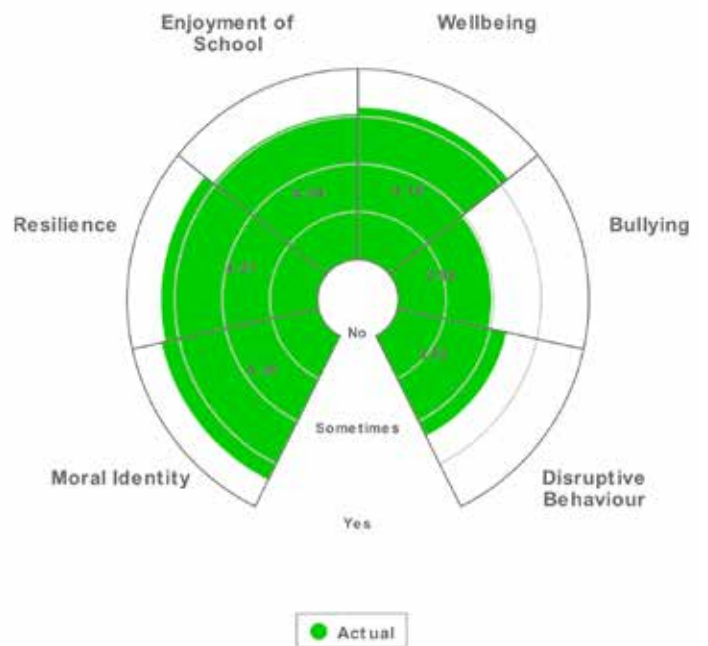 Enjoyment of
School
Wellbeing
Resilience
Bullying
No
Sometimes
Moral Identity
Disruptive
Behaviour
Yes
Actual